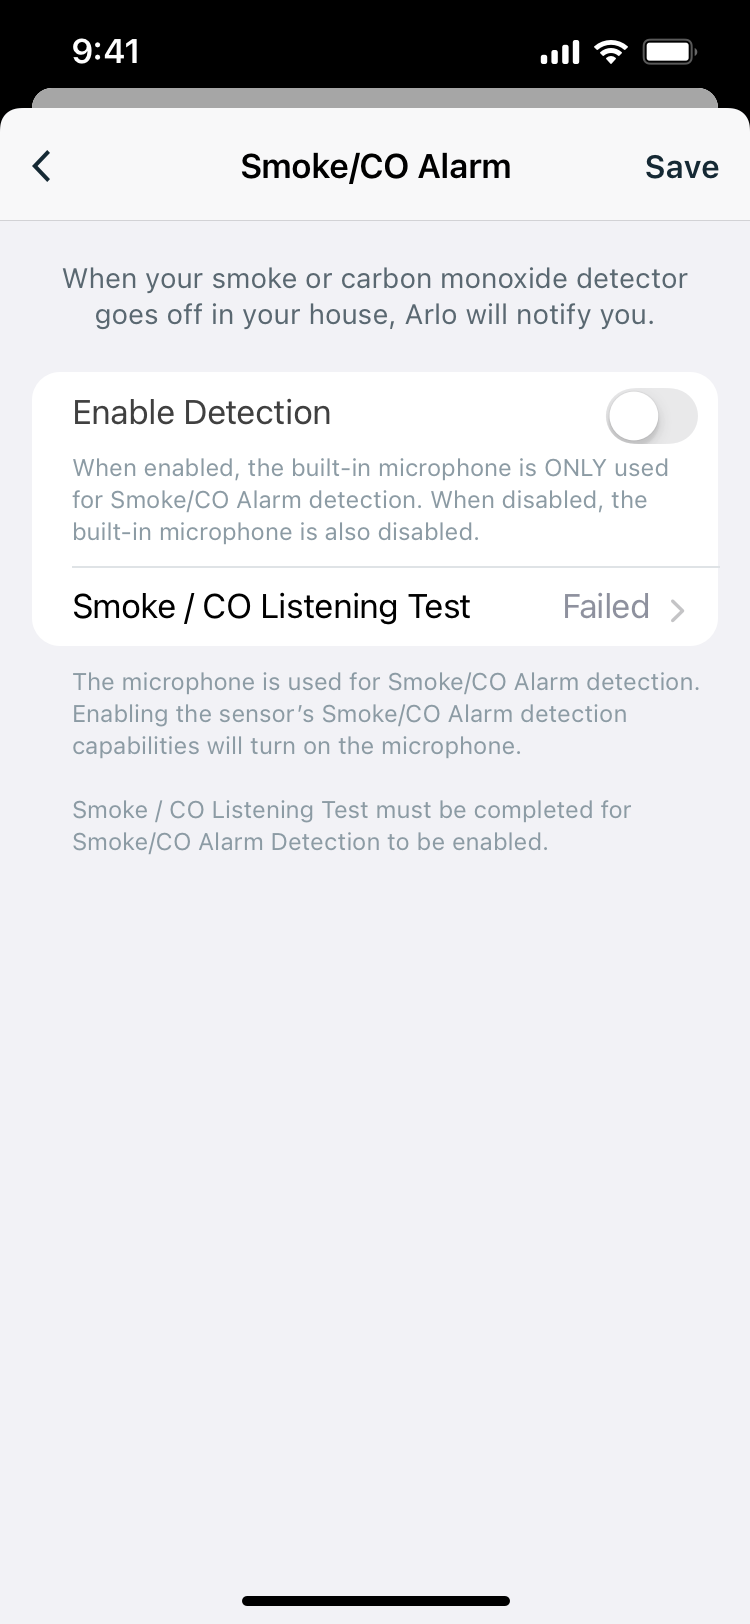 9:41
Smoke/CO Alarm
Save
When your smoke or carbon monoxide detector
goes off in your house, Arlo will notify you.
Enable Detection
When enabled, the built-in microphone is ONLY used
for Smoke/CO Alarm detection. When disabled, the
built-in microphone is also disabled.
Smoke / CO Listening Test Failed
The microphone is used for Smoke/CO Alarm detection.
Enabling the sensor’s Smoke/CO Alarm detection
capabilities will turn on the microphone.
Smoke / CO Listening Test must be completed for
Smoke/CO Alarm Detection to be enabled.